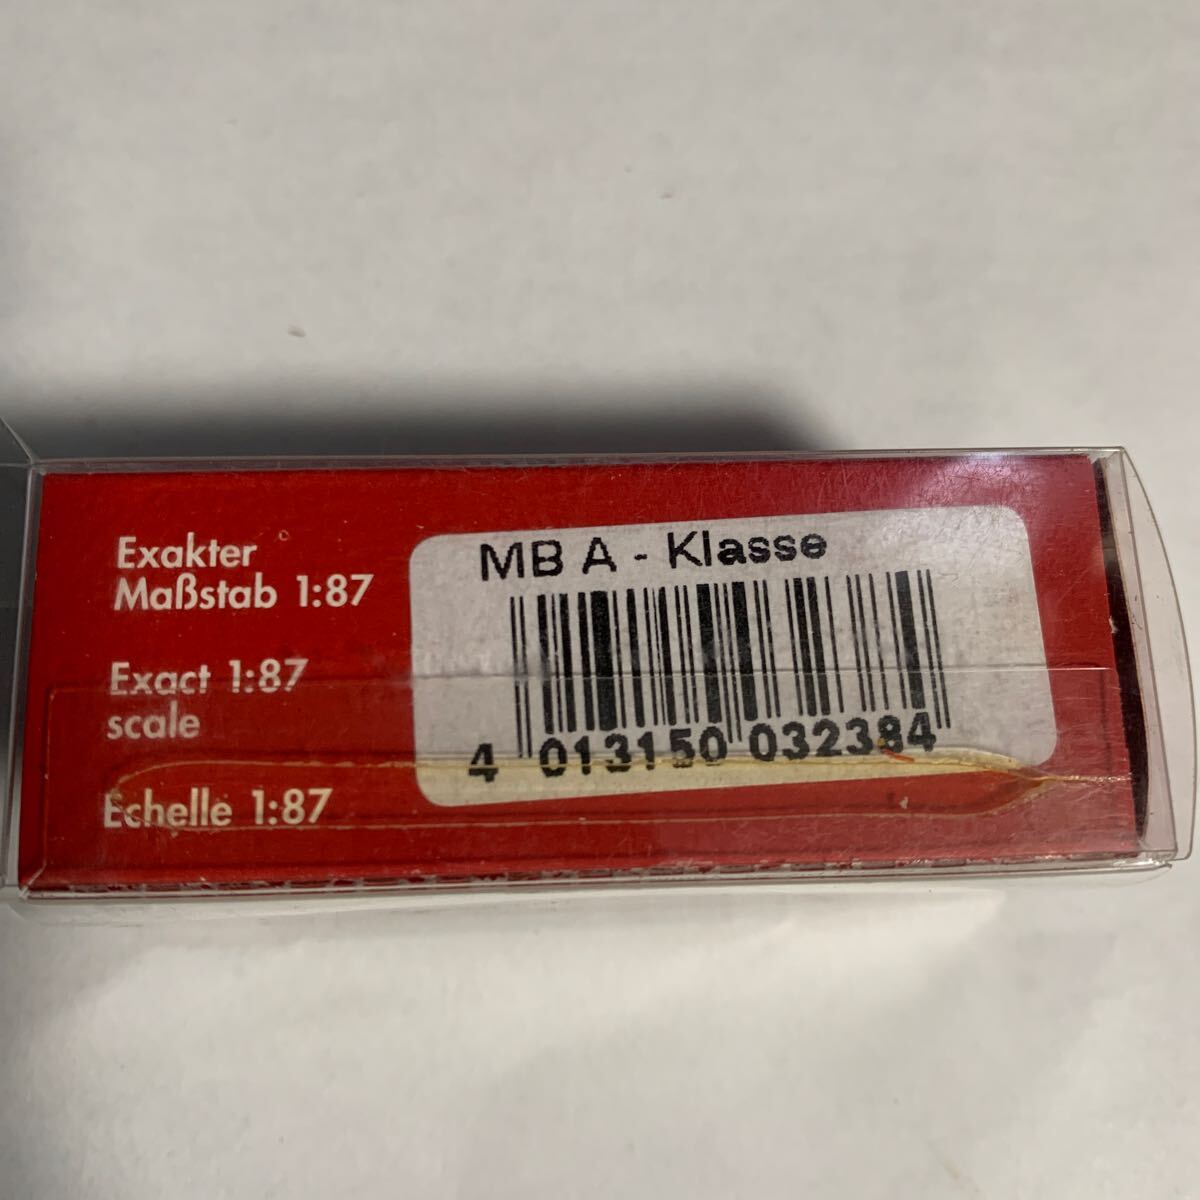 Exakter
Maßstab 1:87
Exact 1:87
scale
Echelle 1:87
MB A - Klasse
4 013150 032384